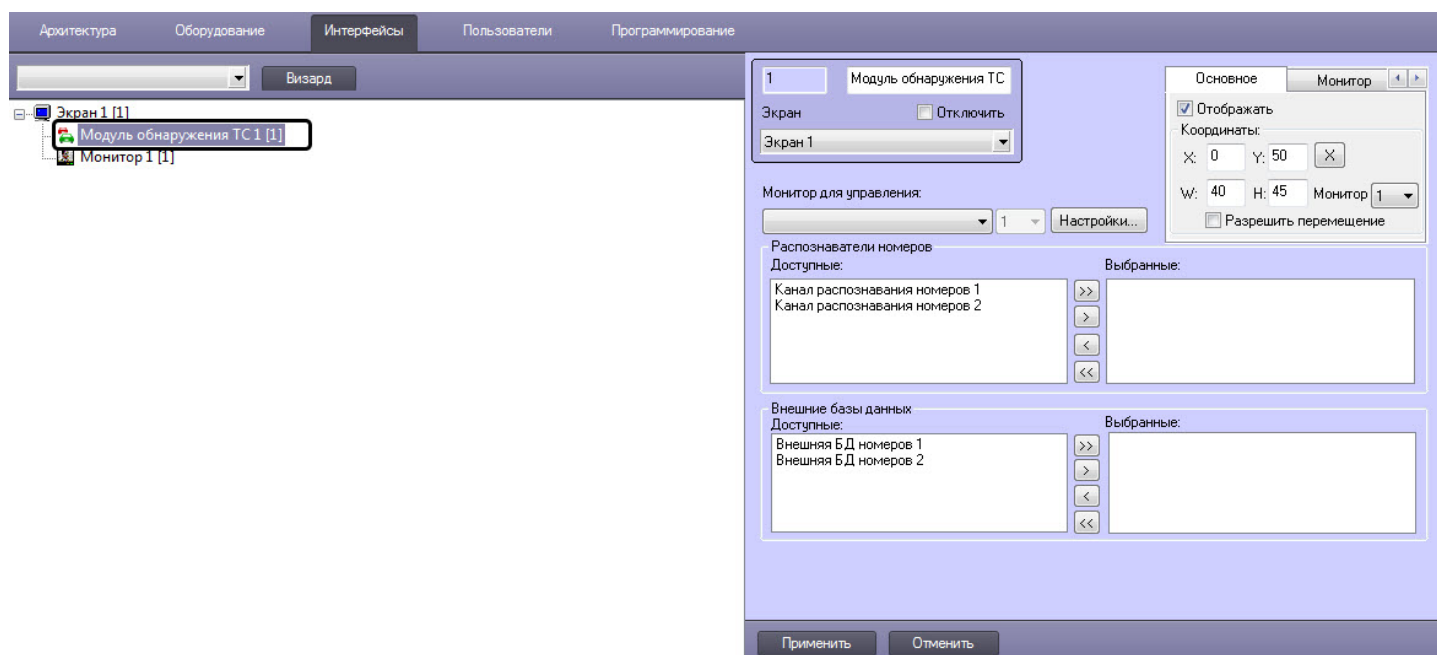 Архитектура Оборудование Интерфейсы Пользователи Программирование
Визард
Экран 1 [1]
Модуль обнаружения ТС 1 [1]
Монитор 1 [1]
1 Модуль обнаружения ТС
Экран Отключить
Экран 1
Основное Монитор
Отображать
Координаты:
X: 0 Y: 50 X
W: 40 H: 45 Монитор 1
Разрешить перемещение
Монитор для управления:
1 Настройки...
Распознаватели номеров
Доступные: Выбранные:
Канал распознавания номеров 1
Канал распознавания номеров 2
>>
>
<
<<
Внешние базы данных
Доступные: Выбранные:
Внешняя БД номеров 1
Внешняя БД номеров 2
>>
>
<
<<
Применить Отменить